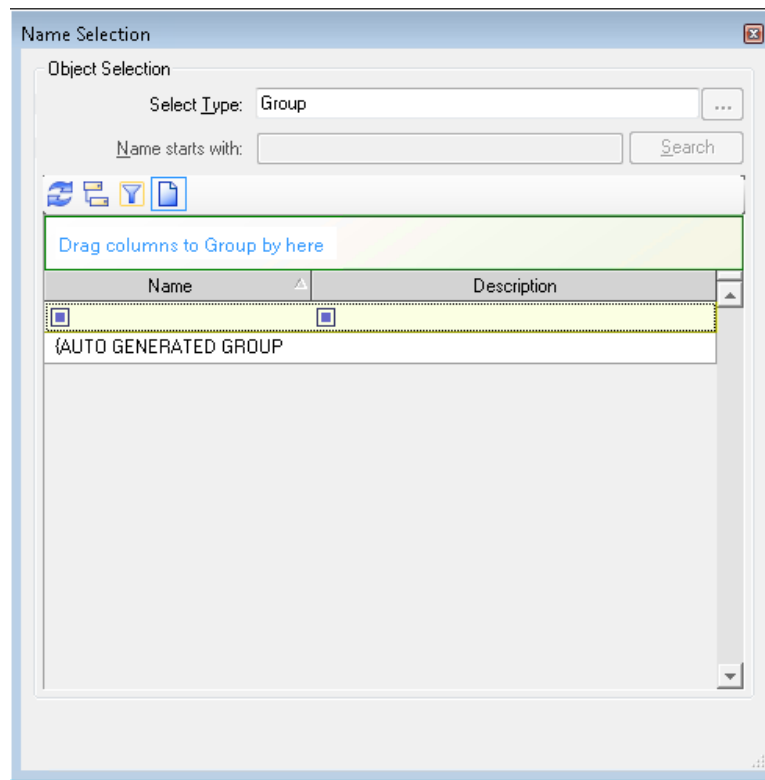 Name Selection
Object Selection
Select Type: Group ...
Name starts with: Search
Drag columns to Group by here
Name Description
{AUTO GENERATED GROUP